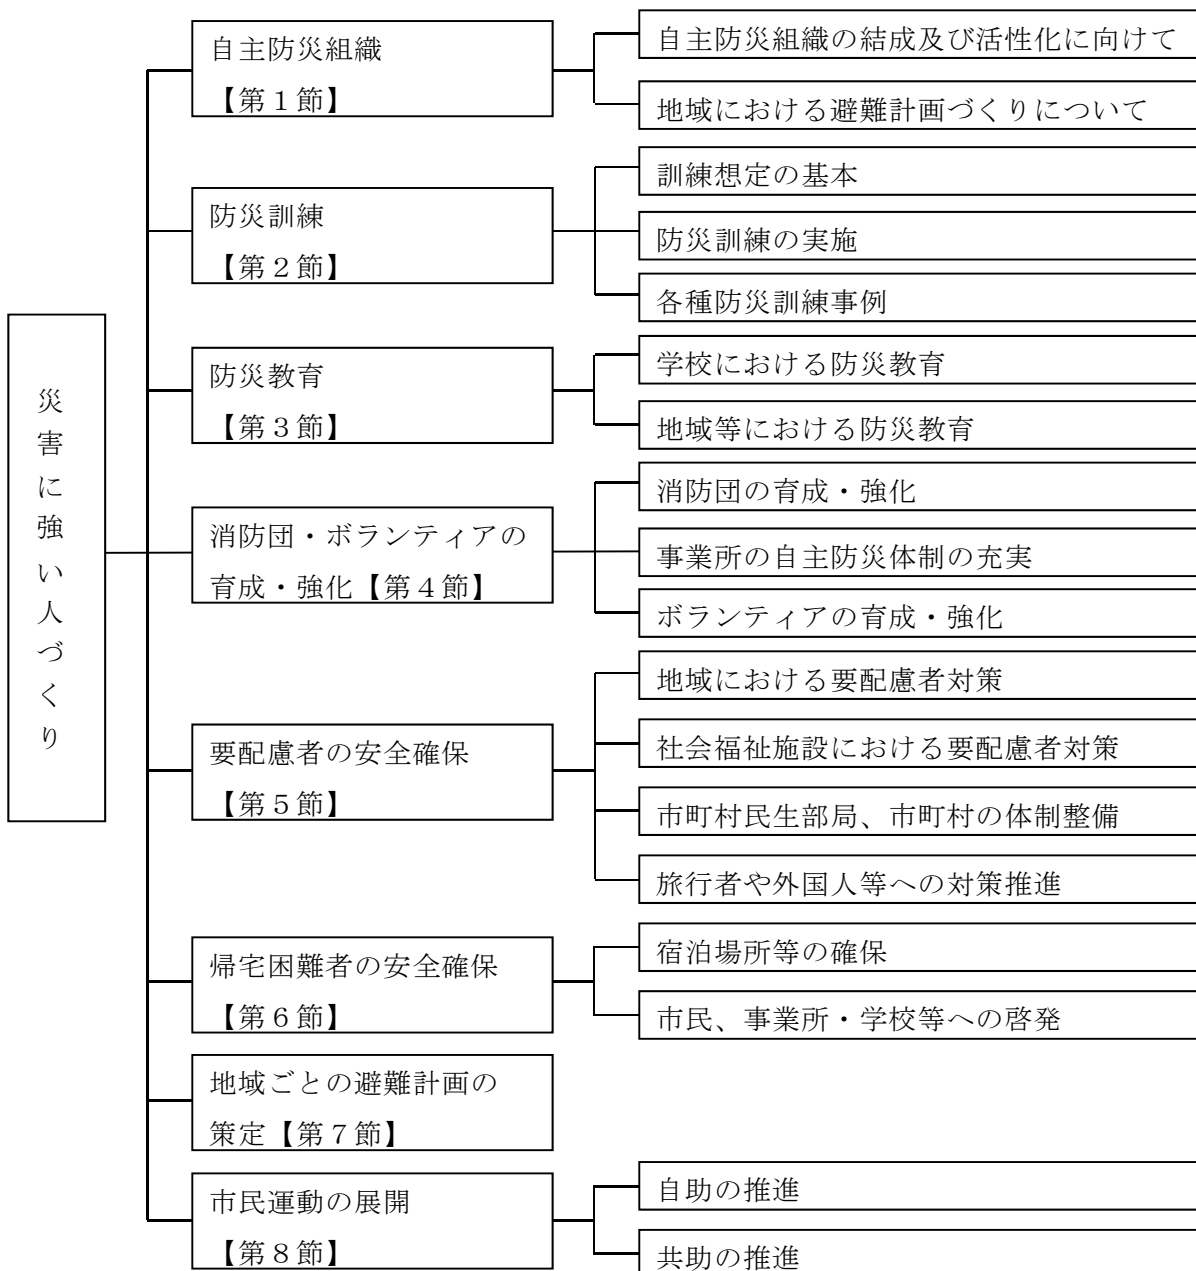 災害に強い人づくり
自主防災組織
【第１節】
自主防災組織の結成及び活性化に向けて
地域における避難計画づくりについて
防災訓練
【第２節】
訓練想定の基本
防災訓練の実施
各種防災訓練事例
防災教育
【第３節】
学校における防災教育
地域等における防災教育
消防団・ボランティアの
育成・強化【第４節】
消防団の育成・強化
事業所の自主防災体制の充実
ボランティアの育成・強化
要配慮者の安全確保
【第５節】
地域における要配慮者対策
社会福祉施設における要配慮者対策
市町村民生部局、市町村の体制整備
旅行者や外国人等への対策推進
帰宅困難者の安全確保
【第６節】
宿泊場所等の確保
市民、事業所・学校等への啓発
地域ごとの避難計画の
策定【第７節】
市民運動の展開
【第８節】
自助の推進
共助の推進